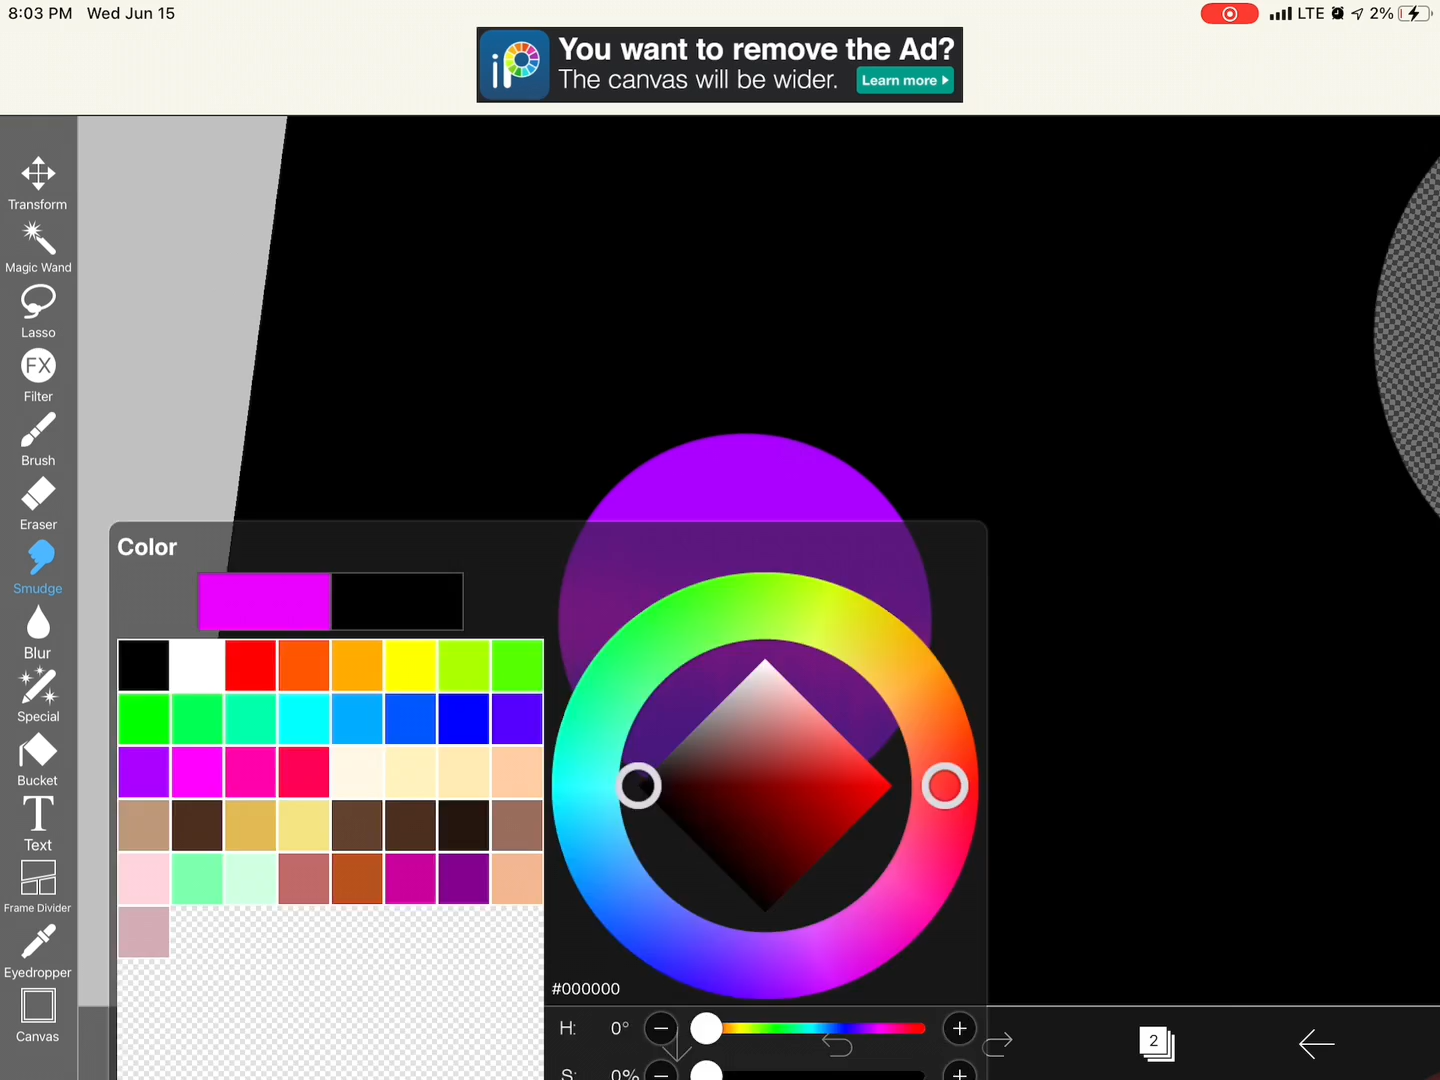 8:03 PM Wed Jun 15
LTE 2%
iP
You want to remove the Ad?
The canvas will be wider.
Learn more
Transform
Magic Wand
Lasso
FX
Filter
Brush
Eraser
Smudge
Blur
Special
Bucket
T
Text
Frame Divider
Eyedropper
Canvas
Color
#000000
H: 0°
S: 0%
2